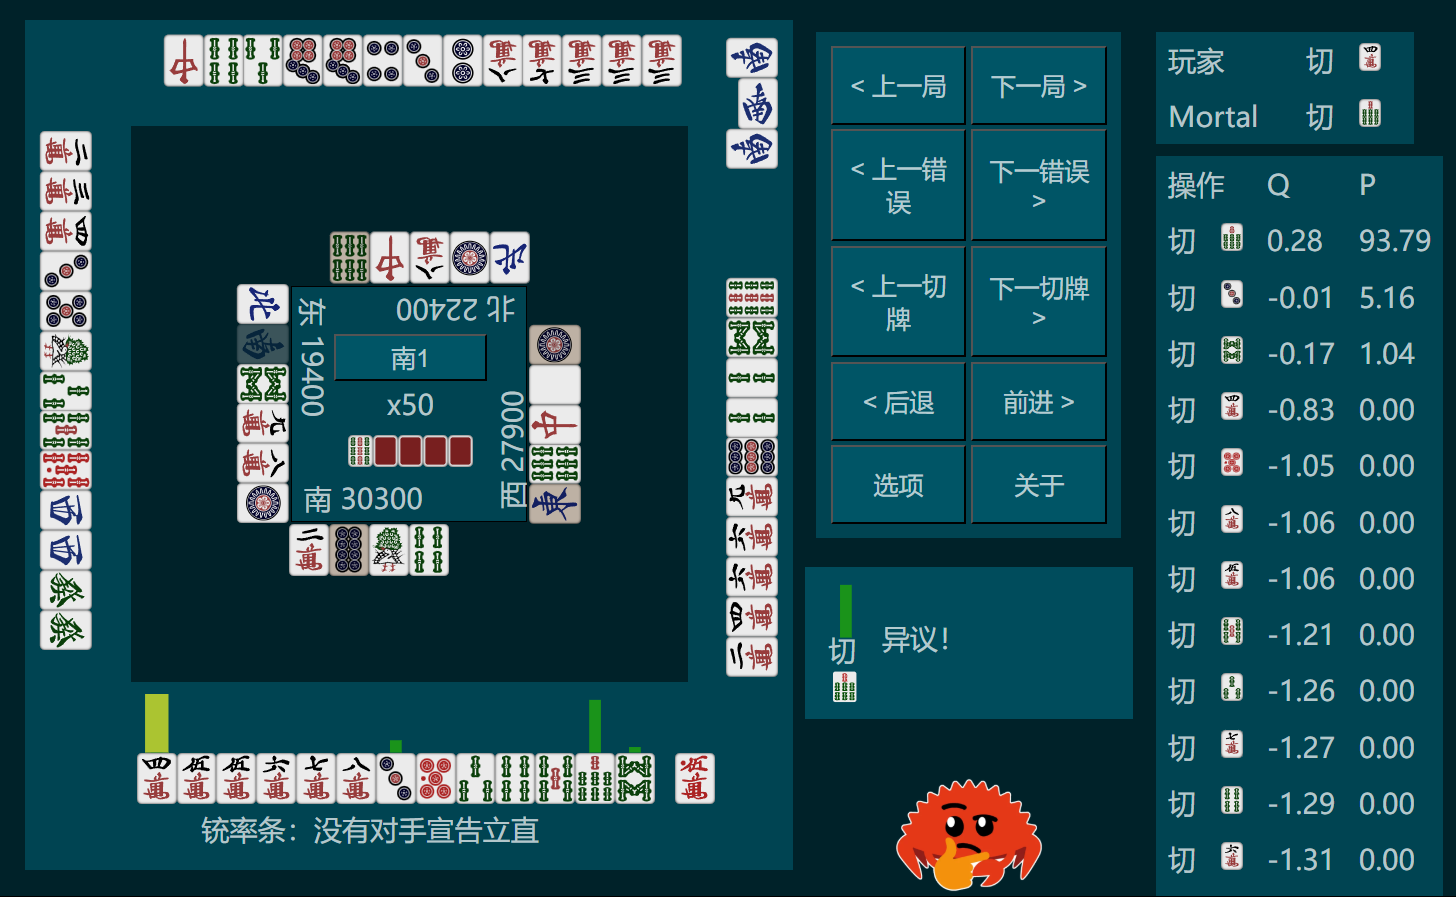 北 22400
东 19400
南1
x50
西 27900
南 30300
铳率条：没有对手宣告立直
< 上一局
下一局 >
< 上一错误
下一错误 >
< 上一切牌
下一切牌 >
< 后退
前进 >
选项
关于
切
异议！
玩家 切
Mortal 切
操作 Q P
切 0.28 93.79
切 -0.01 5.16
切 -0.17 1.04
切 -0.83 0.00
切 -1.05 0.00
切 -1.06 0.00
切 -1.06 0.00
切 -1.21 0.00
切 -1.26 0.00
切 -1.27 0.00
切 -1.29 0.00
切 -1.31 0.00